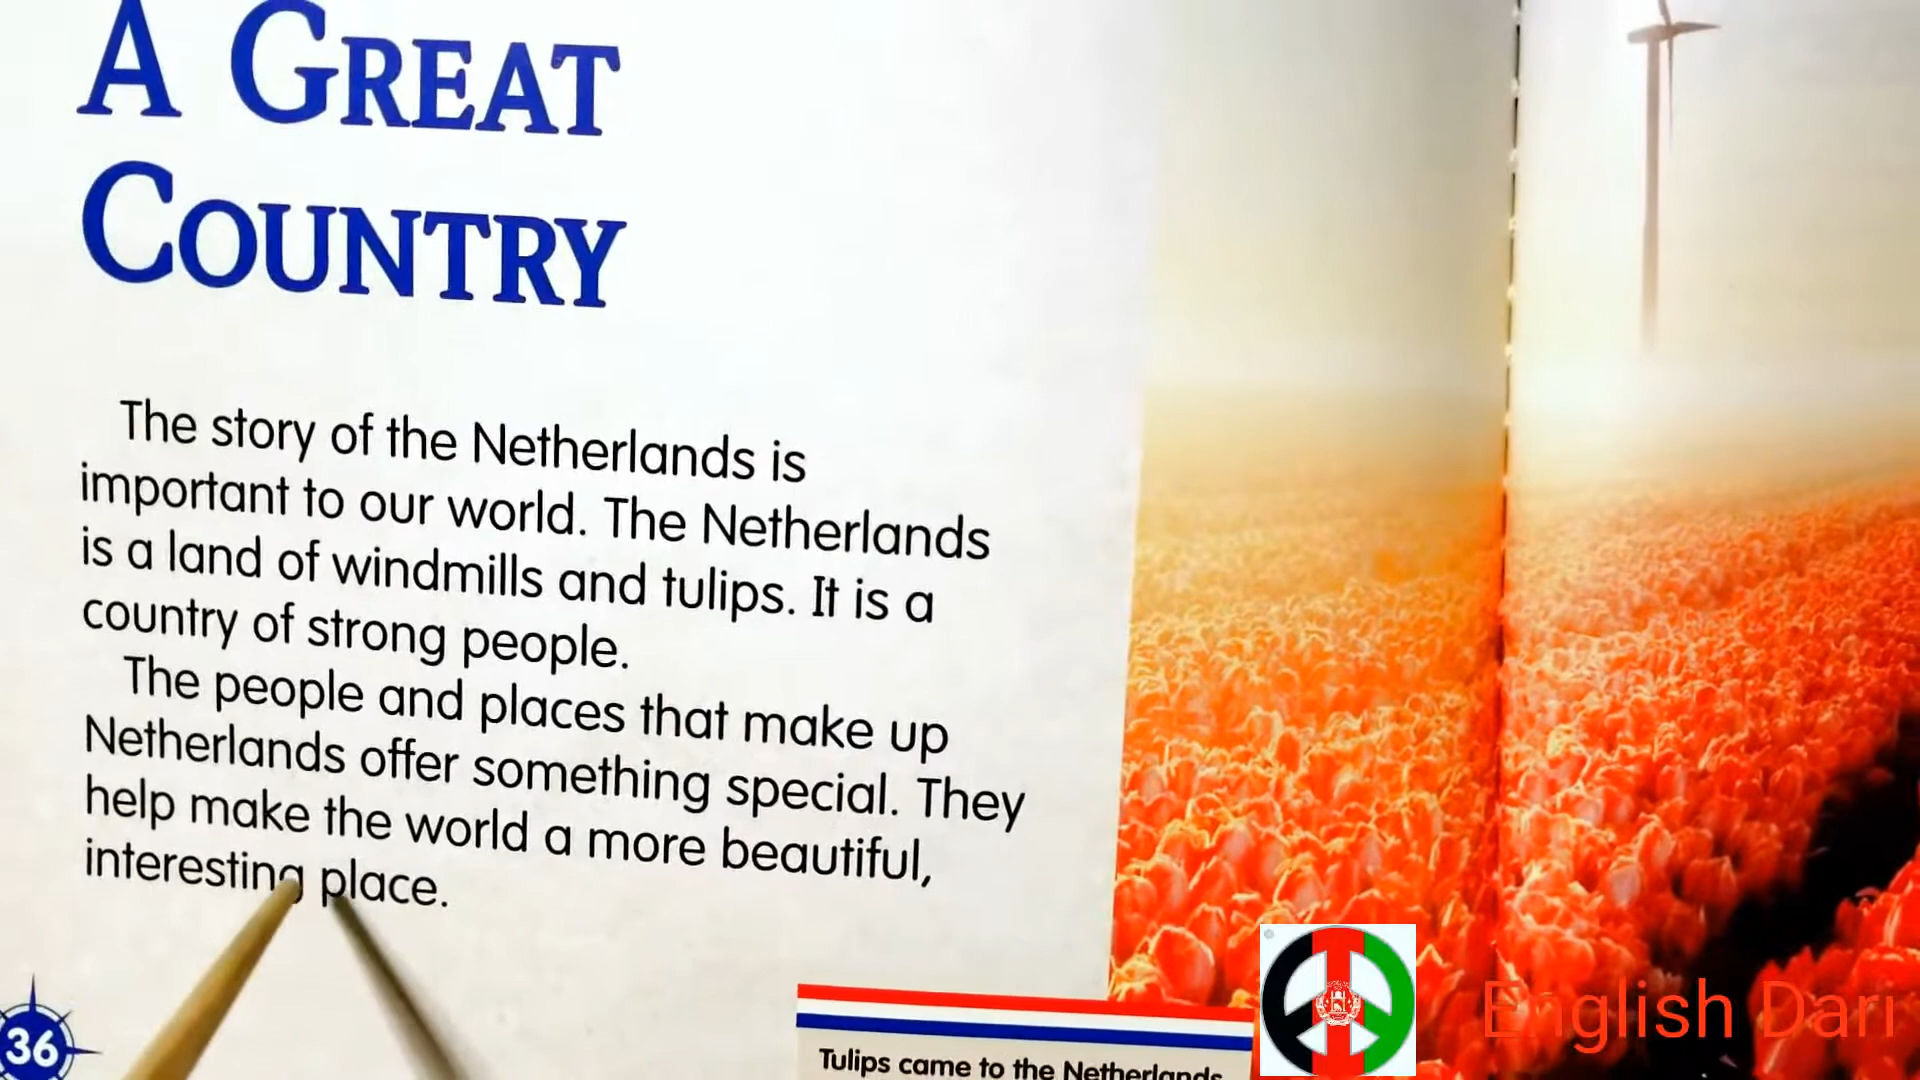 A GREAT
COUNTRY
The story of the Netherlands is
important to our world. The Netherlands
is a land of windmills and tulips. It is a
country of strong people.
The people and places that make up
Netherlands offer something special. They
help make the world a more beautiful,
interesting place.
36
Tulips came to the Netherlands
English Dari